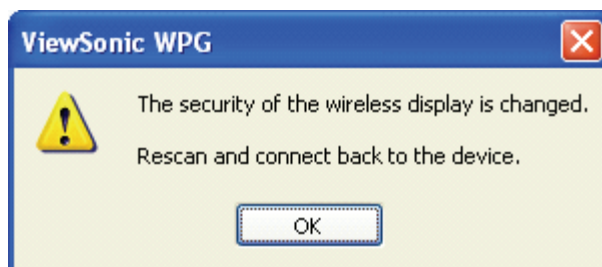 ViewSonic WPG
The security of the wireless display is changed.
Rescan and connect back to the device.
OK